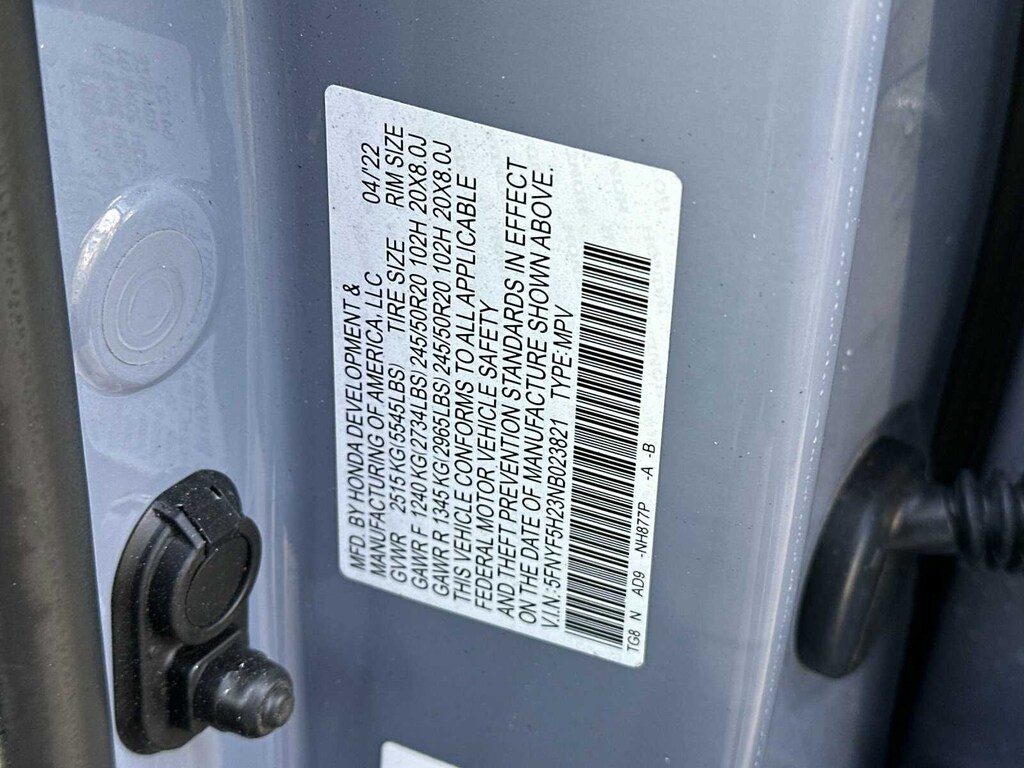 MFD. BY HONDA DEVELOPMENT & 04/'22
MANUFACTURING OF AMERICA, LLC
GVWR 2515 KG( 5545LBS) TIRE SIZE RIM SIZE
GAWR F 1240 KG( 2734LBS) 245/50R20 102H 20X8.0J
GAWR R 1345 KG( 2965LBS) 245/50R20 102H 20X8.0J
THIS VEHICLE CONFORMS TO ALL APPLICABLE
FEDERAL MOTOR VEHICLE SAFETY
AND THEFT PREVENTION STANDARDS IN EFFECT
ON THE DATE OF MANUFACTURE SHOWN ABOVE.
V.I.N.:5FNYF5H23NB023821 TYPE:MPV
TG8 N AD9 -NH877P -A -B